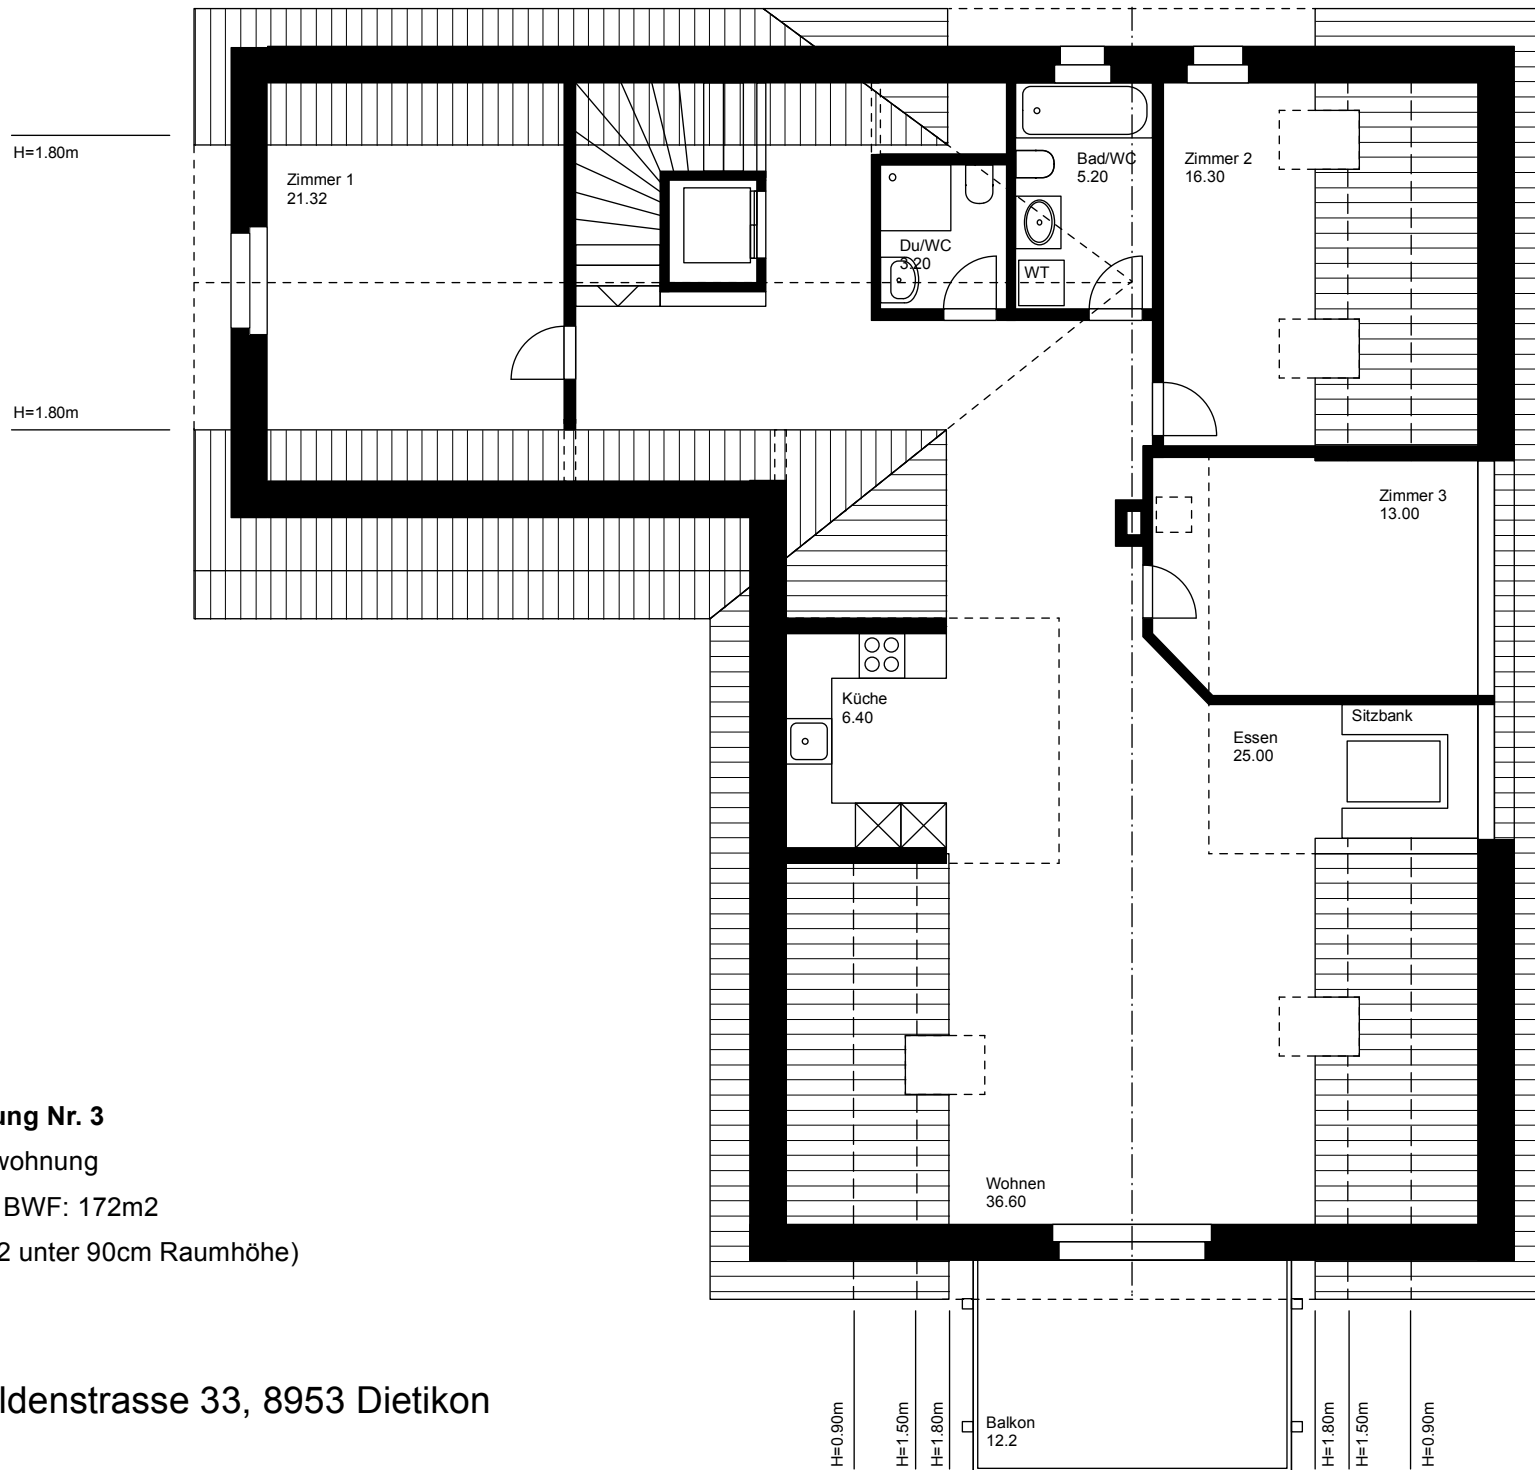 H=1.80m
Zimmer 1
21.32
Bad/WC
5.20
Zimmer 2
16.30
Du/WC
3.20
WT
H=1.80m
Zimmer 3
13.00
Küche
6.40
Sitzbank
Essen
25.00
Wohnen
36.60
ung Nr. 3
wohnung
BWF: 172m2
2 unter 90cm Raumhöhe)
ldenstrasse 33, 8953 Dietikon
Balkon
12.2
H=0.90m
H=1.50m
H=1.80m
H=1.80m
H=1.50m
H=0.90m